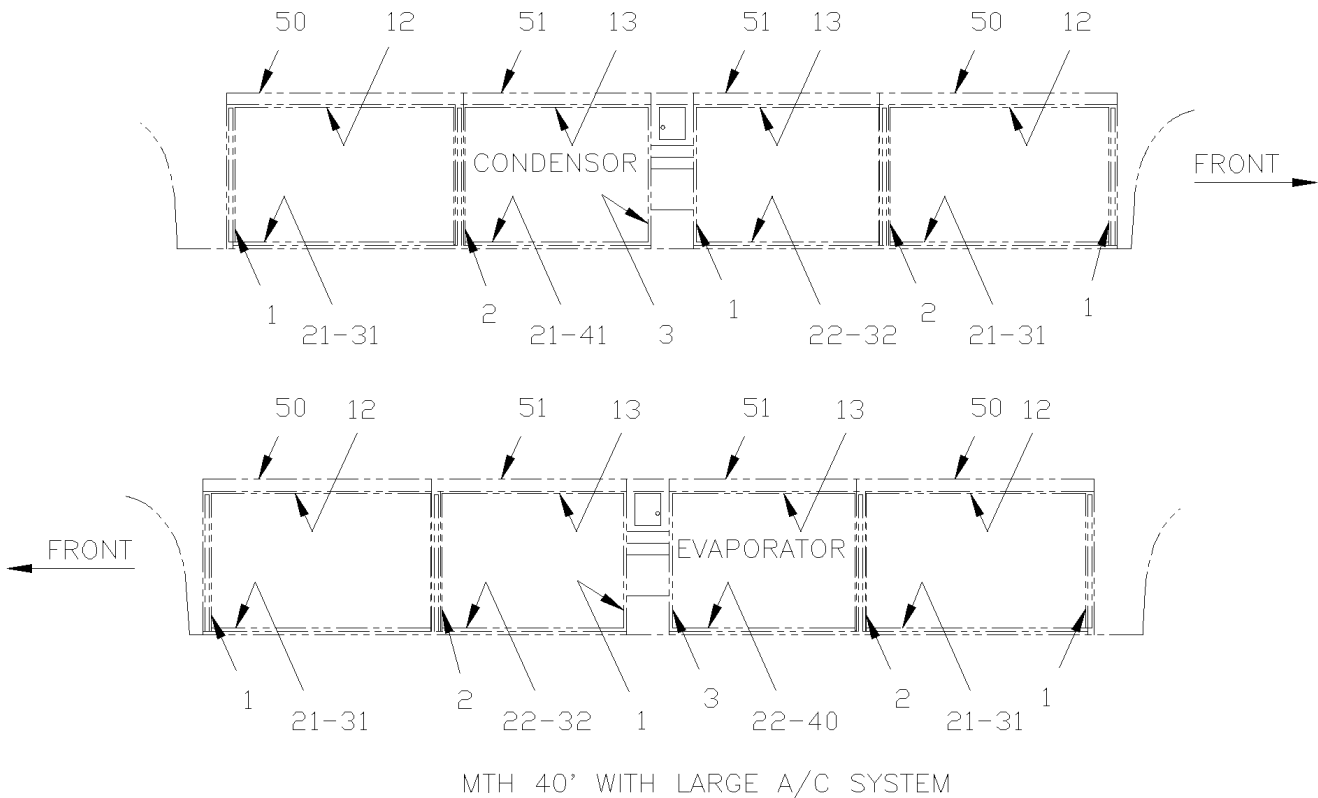 50 12 51 13 51 13 50 12
CONDENSOR
FRONT
1 21-31 2 21-41 3 1 22-32 2 21-31 1
50 12 51 13 51 13 50 12
FRONT
EVAPORATOR
1 21-31 2 22-32 1 3 22-40 2 21-31 1
MTH 40' WITH LARGE A/C SYSTEM